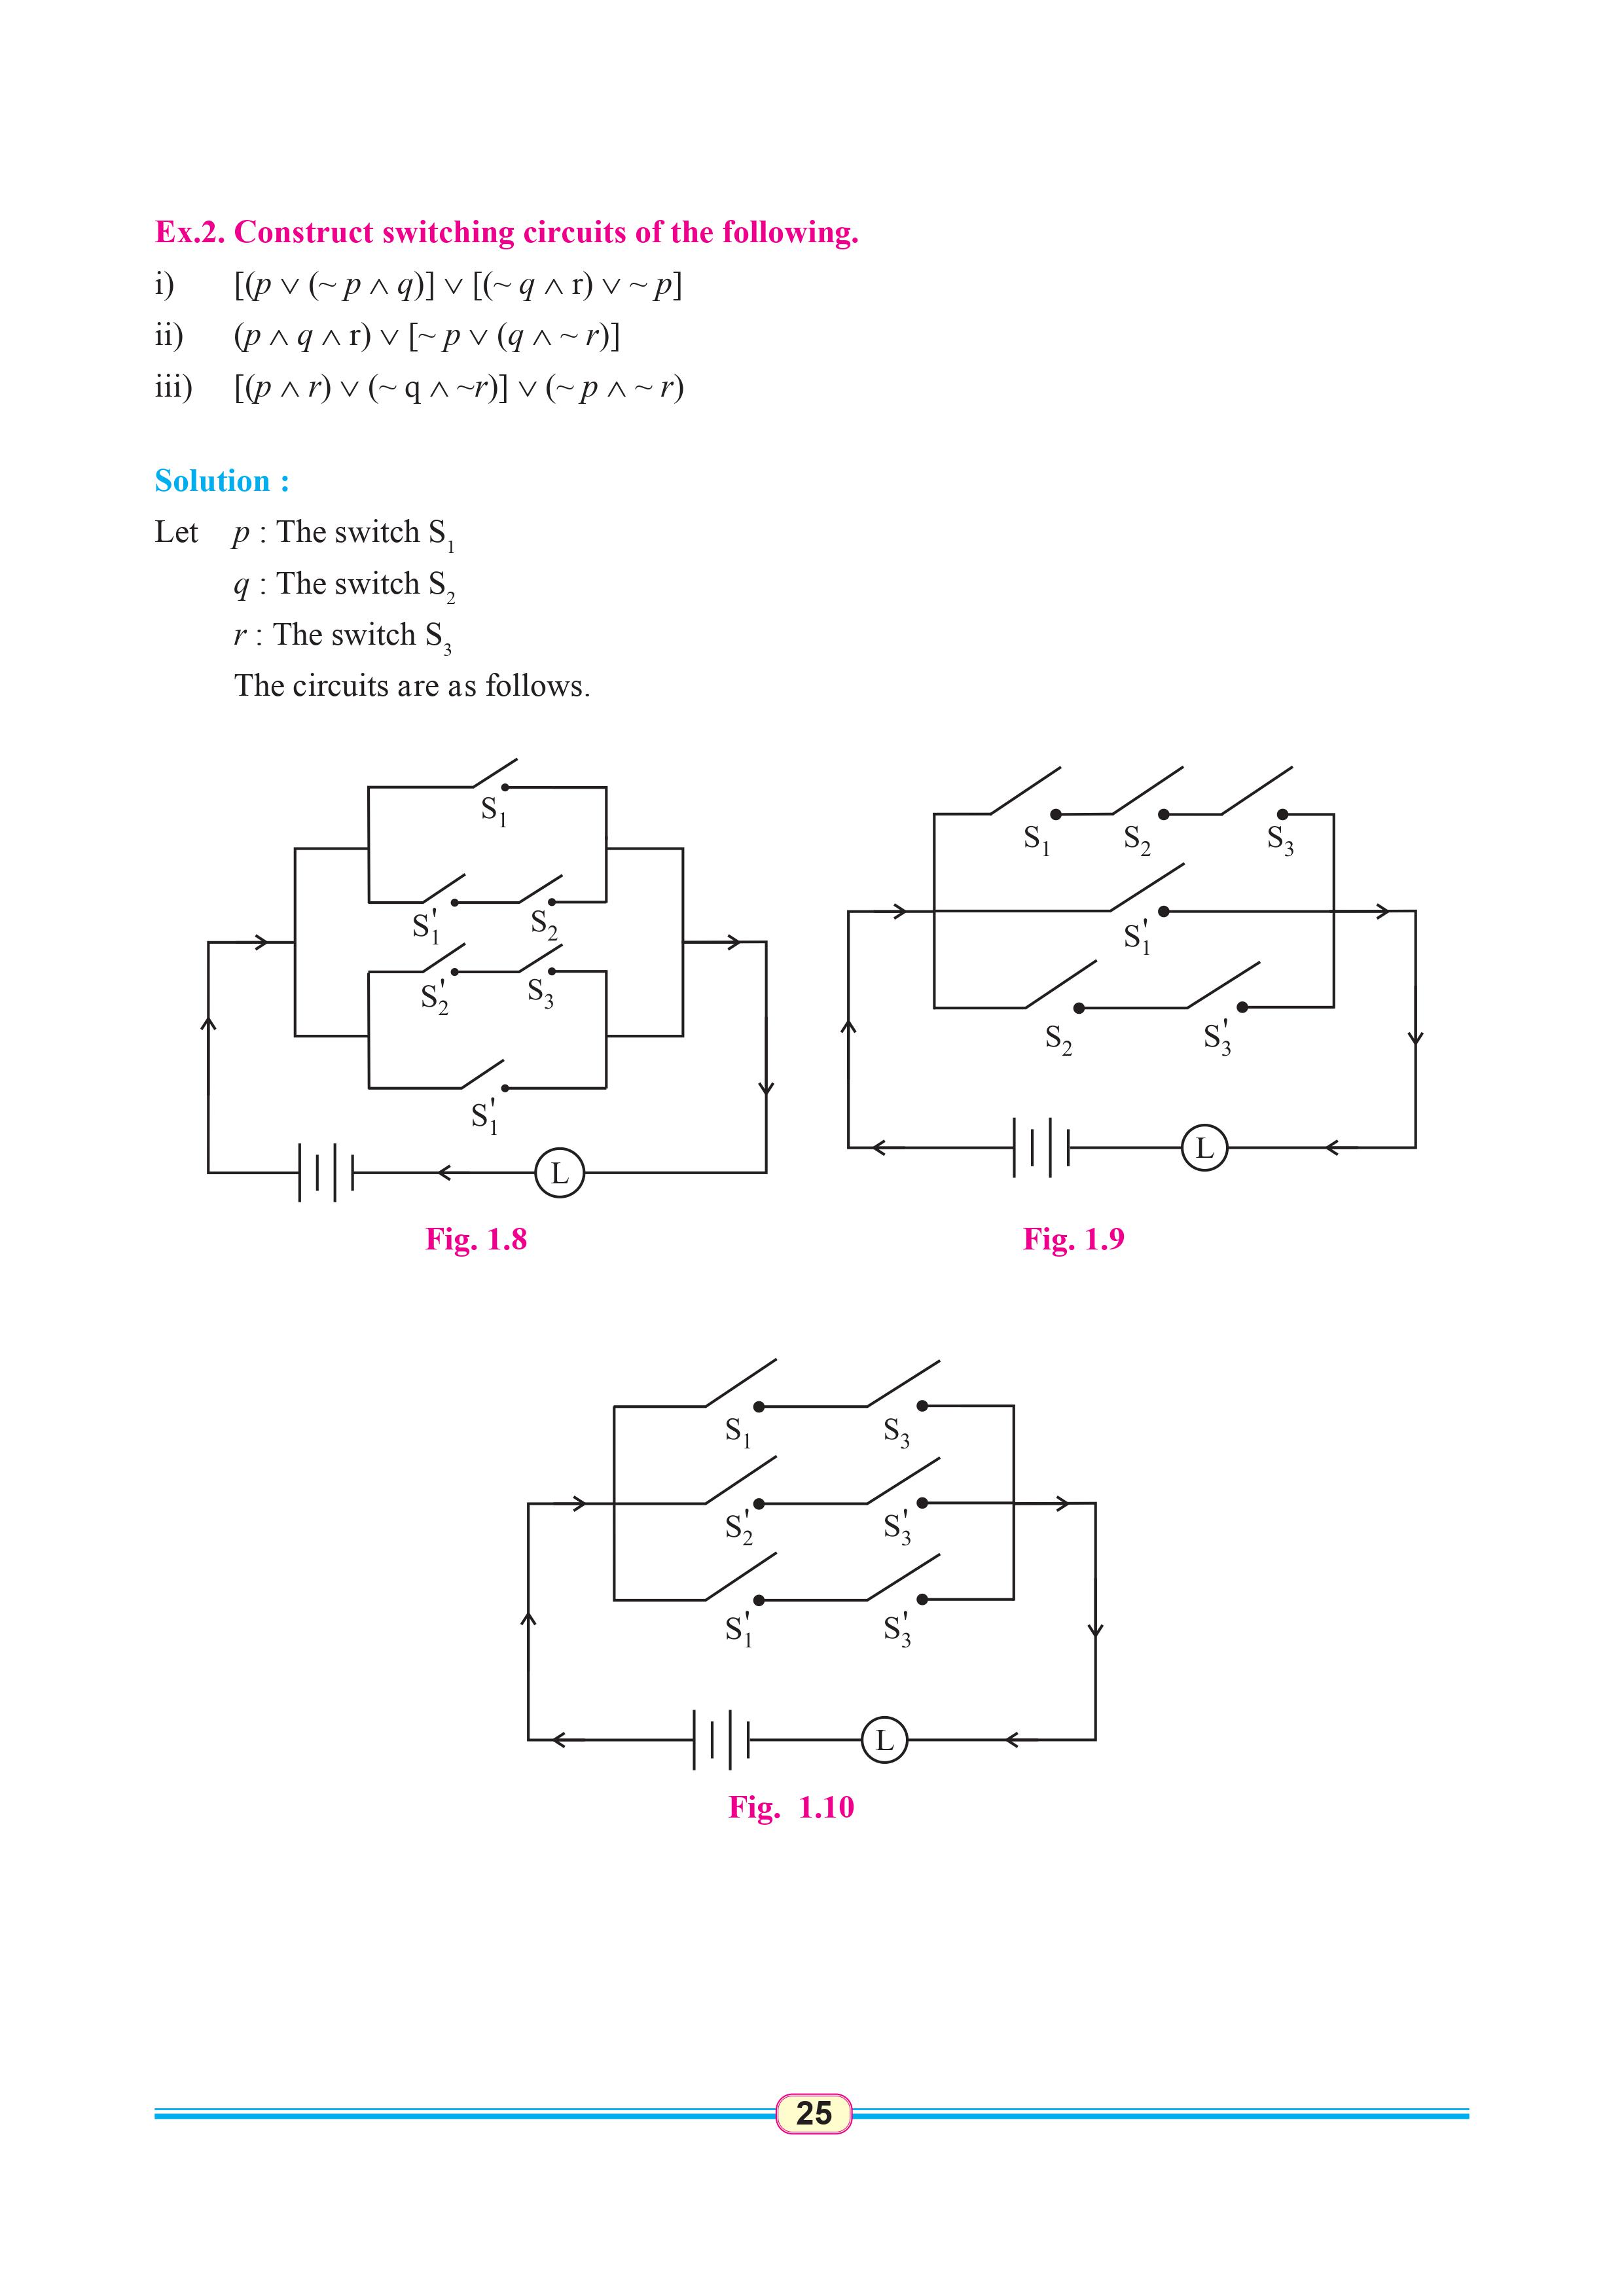 Ex.2. Construct switching circuits of the following.
i) [(p ∨ (~ p ∧ q)] ∨ [(~ q ∧ r) ∨ ~ p]
ii) (p ∧ q ∧ r) ∨ [~ p ∨ (q ∧ ~ r)]
iii) [(p ∧ r) ∨ (~ q ∧ ~r)] ∨ (~ p ∧ ~ r)
Solution :
Let p : The switch S₁
q : The switch S₂
r : The switch S₃
The circuits are as follows.
S₁
S₁' S₂
S₂' S₃
S₁'
L
Fig. 1.8
S₁ S₂ S₃
S₁'
S₂ S₃'
L
Fig. 1.9
S₁ S₃
S₂' S₃'
S₁' S₃'
L
Fig. 1.10
25